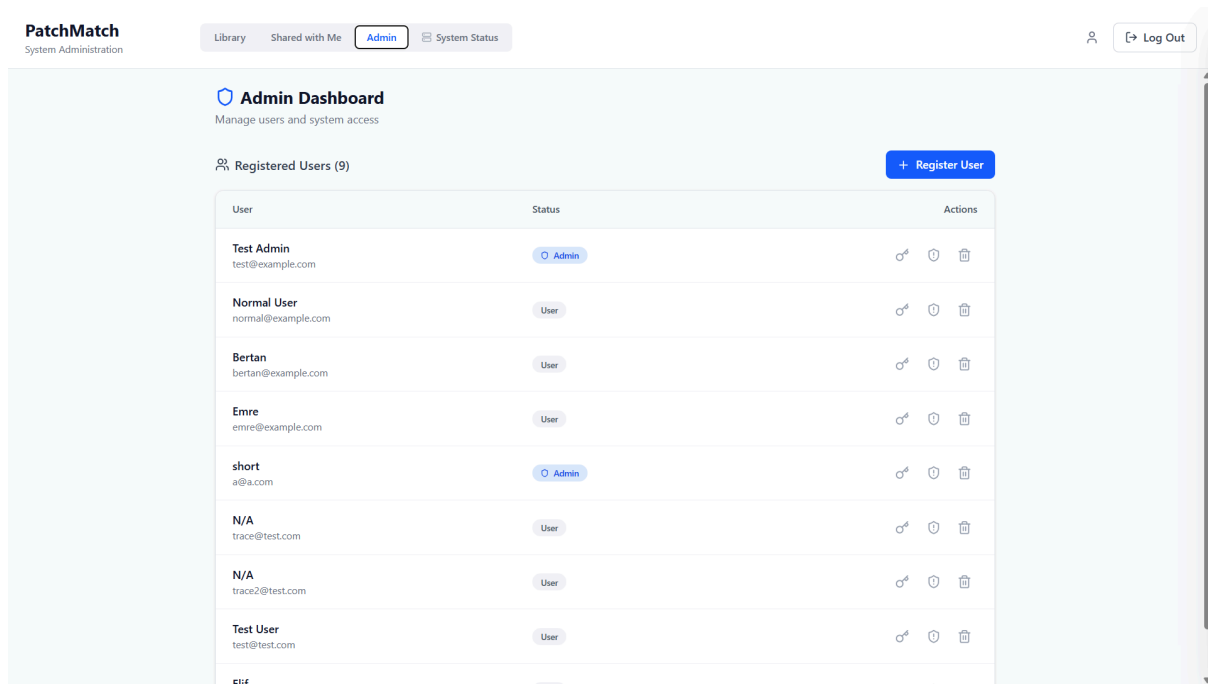 PatchMatch
System Administration
Library
Shared with Me
Admin
System Status
Log Out
Admin Dashboard
Manage users and system access
Registered Users (9)
+ Register User
User
Status
Actions
Test Admin
test@example.com
Admin
Normal User
normal@example.com
User
Bertan
bertan@example.com
User
Emre
emre@example.com
User
short
a@a.com
Admin
N/A
trace@test.com
User
N/A
trace2@test.com
User
Test User
test@test.com
User
Elif